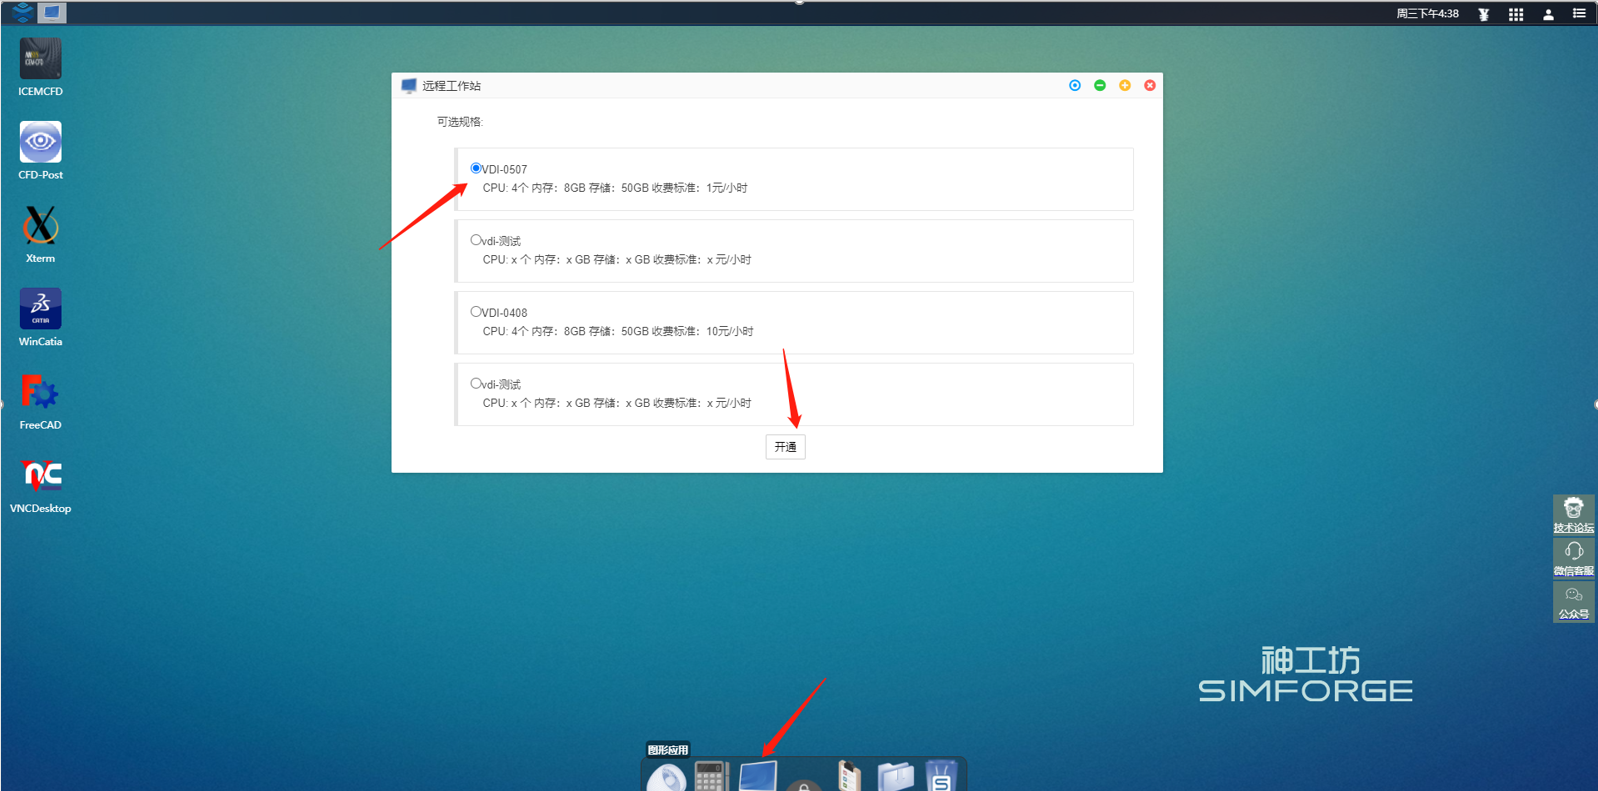 周三下午4:38
ANSYS
ICEM CFD
ICEMCFD
CFD-Post
Xterm
CATIA
WinCatia
FreeCAD
VNCDesktop
远程工作站
可选规格:
VDI-0507
CPU: 4个 内存：8GB 存储：50GB 收费标准：1元/小时
vdi-测试
CPU: x 个 内存：x GB 存储：x GB 收费标准：x 元/小时
VDI-0408
CPU: 4个 内存：8GB 存储：50GB 收费标准：10元/小时
vdi-测试
CPU: x 个 内存：x GB 存储：x GB 收费标准：x 元/小时
开通
技术论坛
微信客服
公众号
神工坊
SIMFORGE
图形应用
S